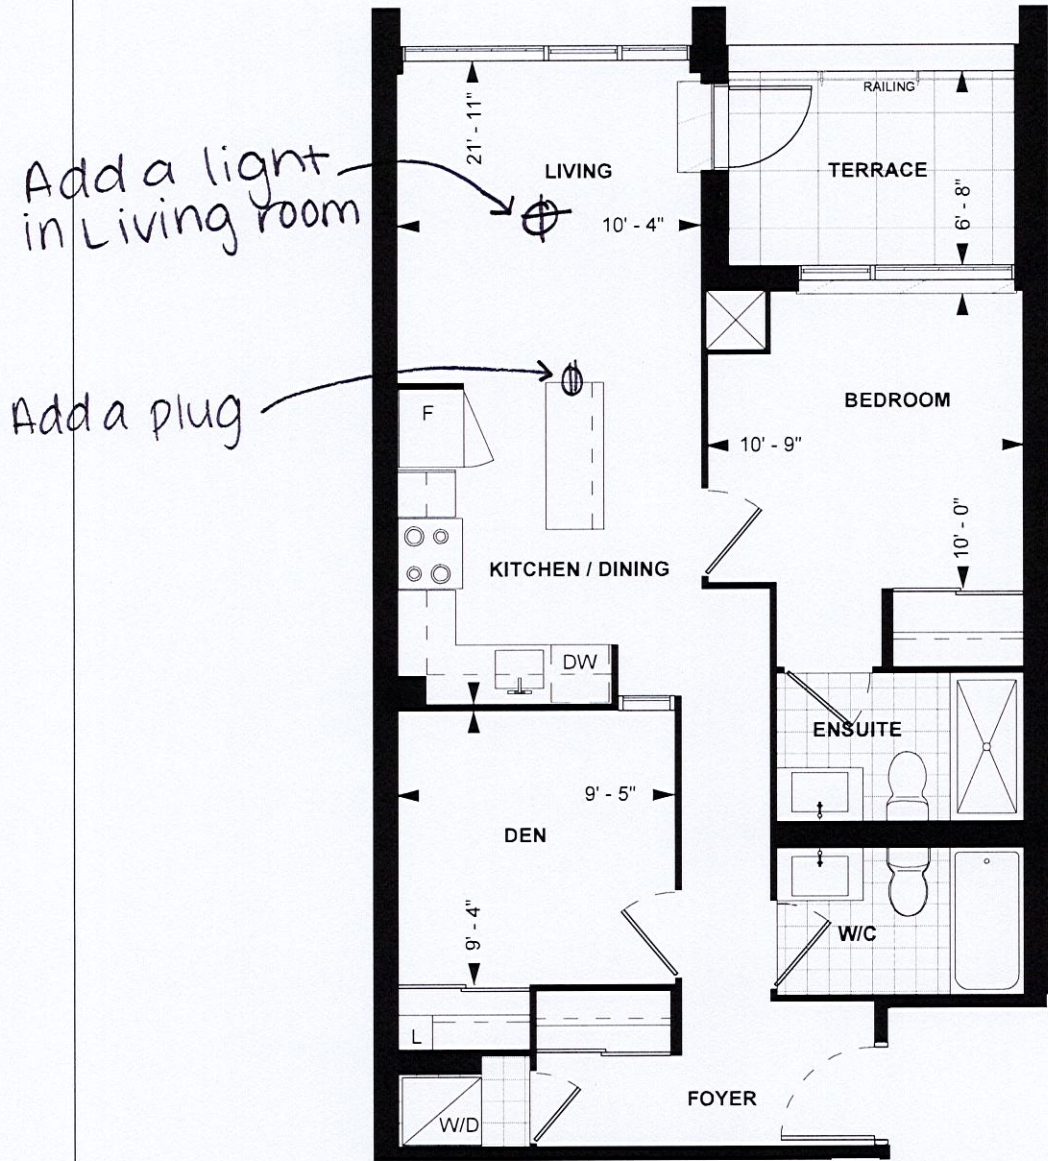 RAILING
21' - 11"
Add a light
in Living room
LIVING
TERRACE
10' - 4"
6' - 8"
Add a plug
F
BEDROOM
10' - 9"
10' - 0"
KITCHEN / DINING
DW
ENSUITE
9' - 5"
DEN
9' - 4"
W/C
L
FOYER
W/D